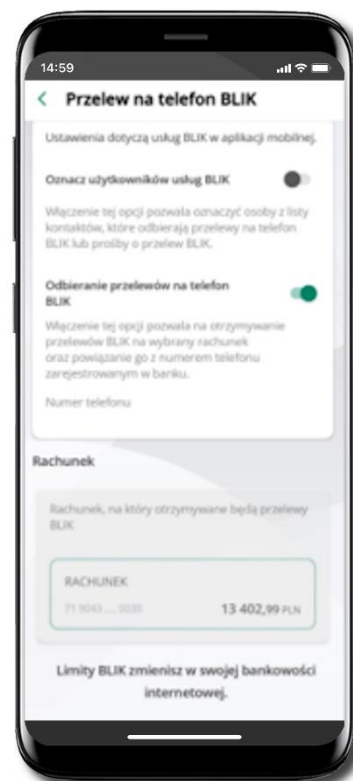 14:59
Przelew na telefon BLIK
Ustawienia dotyczą usług BLIK w aplikacji mobilnej.
Oznacz użytkowników usług BLIK
Włączenie tej opcji pozwala oznaczyć osoby z listy
kontaktów, które odbierają przelewy na telefon
BLIK lub prośby o przelew BLIK.
Odbieranie przelewów na telefon
BLIK
Włączenie tej opcji pozwala na otrzymywanie
przelewów BLIK na wybrany rachunek
oraz powiązanie go z numerem telefonu
zarejestrowanym w banku.
Numer telefonu
Rachunek
Rachunek, na który otrzymywane będą przelewy
BLIK
RACHUNEK
71 9043 .... 0030 13 402,99 PLN
Limity BLIK zmienisz w swojej bankowości
internetowej.